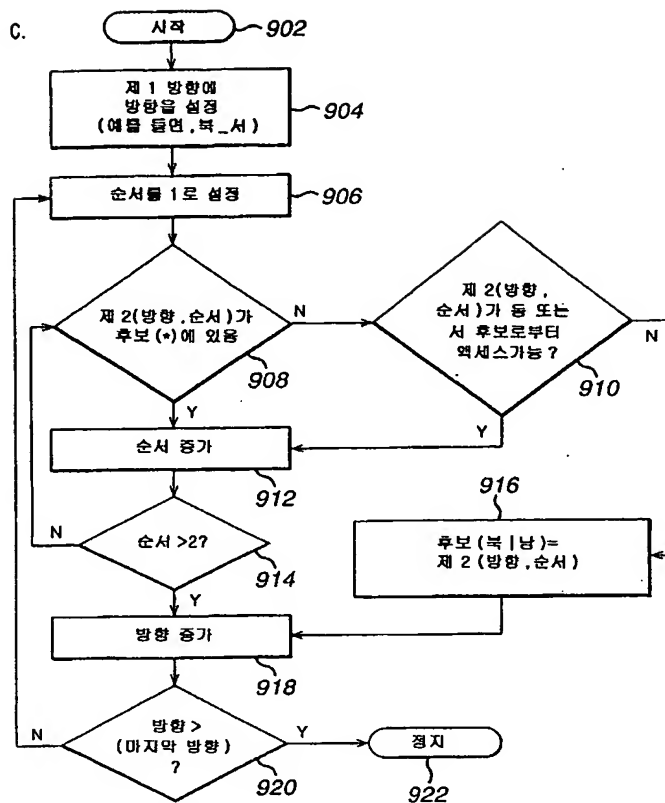 C.
시작
902
제 1 방향에
방향을 설정
(예를 들면,북_서)
904
순서를 1로 설정
906
제 2(방향,순서)가
후보(*)에 있음
908
N
제 2(방향,
순서)가 동 또는
서 후보로부터
액세스가능?
910
N
Y
Y
순서 증가
912
916
후보(북|남)=
제 2(방향,순서)
N
순서 >2?
914
Y
방향 증가
918
N
방향 >
(마지막 방향)
?
920
Y
정지
922